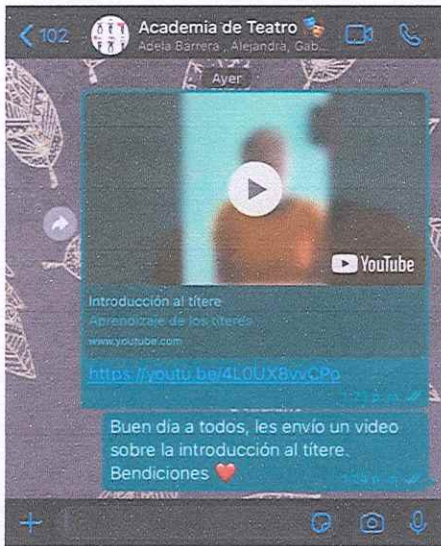 102
Academia de Teatro
Adela Barrera , Alejandra, Gab...
Ayer
YouTube
Introducción al títere
Aprendizaje de los títeres
www.youtube.com
https://youtu.be/4L0UX8vvCPo
Buen día a todos, les envío un video
sobre la introducción al títere.
Bendiciones